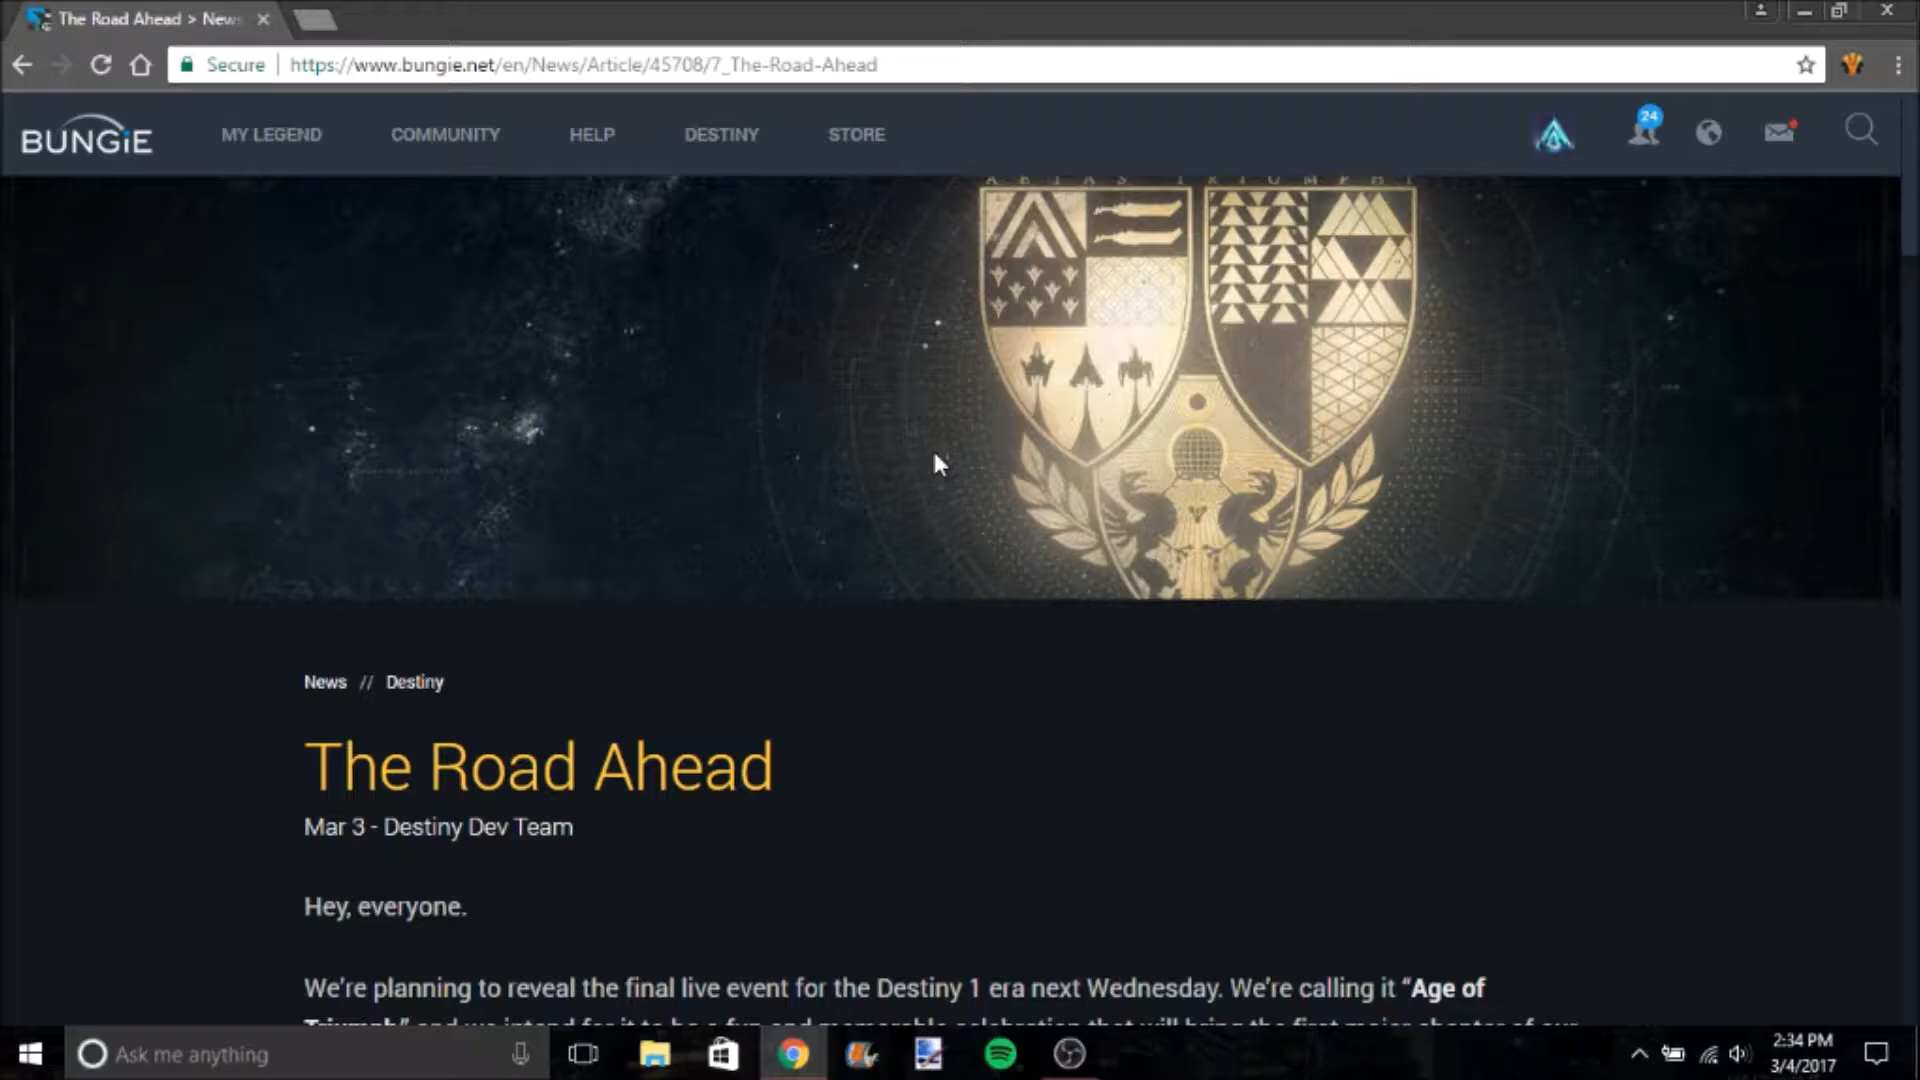 The Road Ahead > News
Secure
https://www.bungie.net/en/News/Article/45708/7_The-Road-Ahead
BUNGiE
MY LEGEND
COMMUNITY
HELP
DESTINY
STORE
24
News // Destiny
The Road Ahead
Mar 3 - Destiny Dev Team
Hey, everyone.
We're planning to reveal the final live event for the Destiny 1 era next Wednesday. We're calling it “Age of
Ask me anything
2:34 PM
3/4/2017